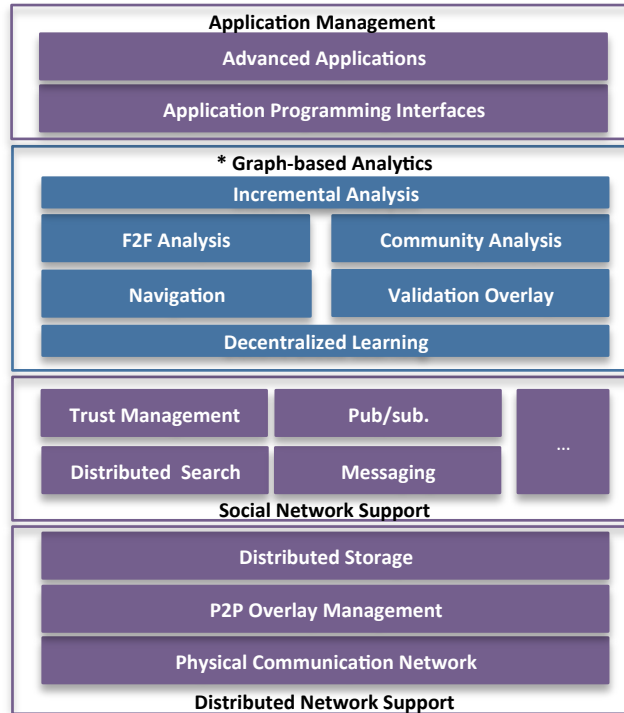 Application Management
Advanced Applications
Application Programming Interfaces
* Graph-based Analytics
Incremental Analysis
F2F Analysis
Community Analysis
Navigation
Validation Overlay
Decentralized Learning
Trust Management
Pub/sub.
...
Distributed Search
Messaging
Social Network Support
Distributed Storage
P2P Overlay Management
Physical Communication Network
Distributed Network Support